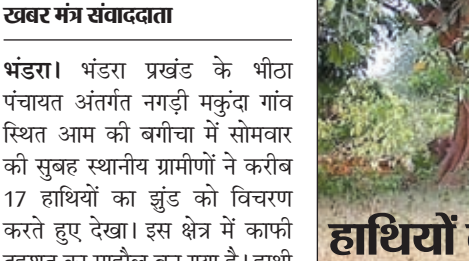 खबर मंत्र संवाददाता
भंडरा। भंडरा प्रखंड के भीठा
पंचायत अंतर्गत नगड़ी मकुंदा गांव
स्थित आम की बगीचा में सोमवार
की सुबह स्थानीय ग्रामीणों ने करीब
17 हाथियों का झुंड को विचरण
करते हुए देखा। इस क्षेत्र में काफी
हाथियों